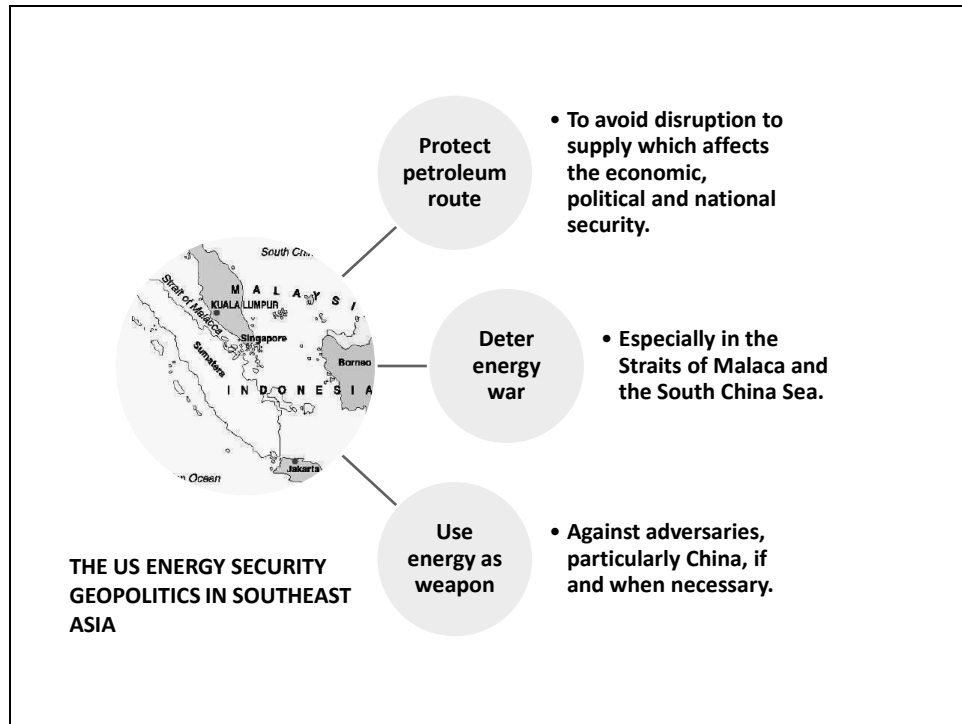 Protect
petroleum
route
• To avoid disruption to
supply which affects
the economic,
political and national
security.
South Chi
Strait of Malacca
M A L A Y S I
KUALA LUMPUR
Singapore
Sumatera
Borneo
I N D O N E S I A
Jakarta
n Ocean
Deter
energy
war
• Especially in the
Straits of Malaca and
the South China Sea.
Use
energy as
weapon
• Against adversaries,
particularly China, if
and when necessary.
THE US ENERGY SECURITY
GEOPOLITICS IN SOUTHEAST
ASIA